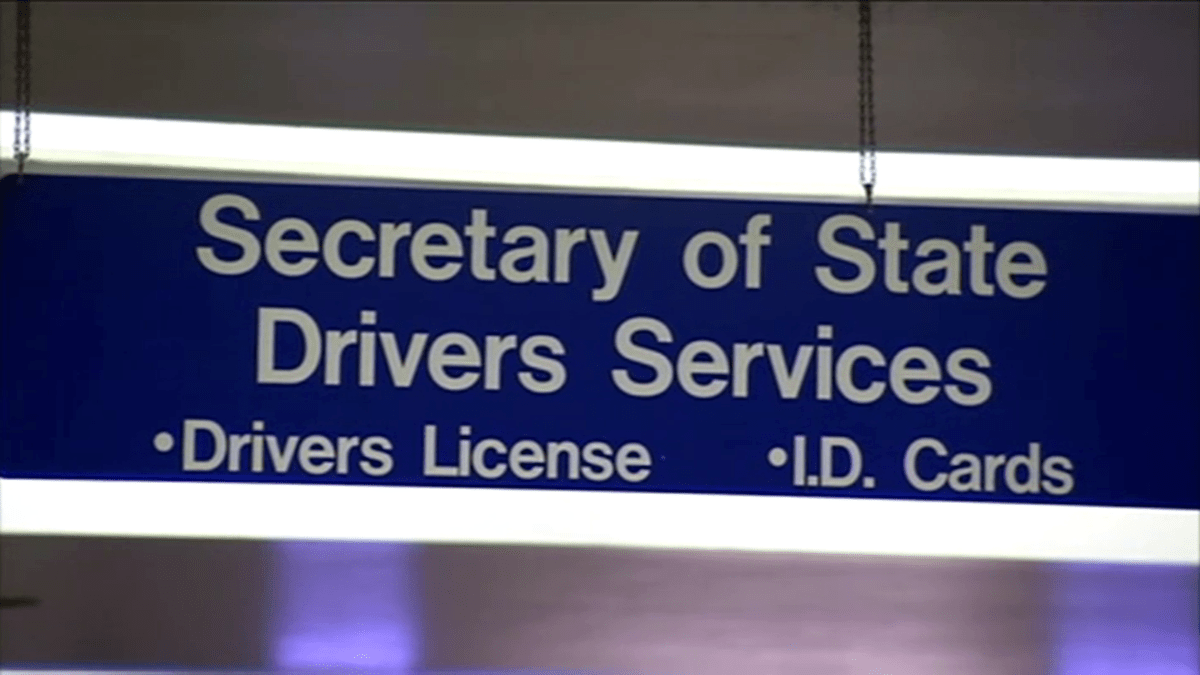 Secretary of State
Drivers Services
•Drivers License •I.D. Cards